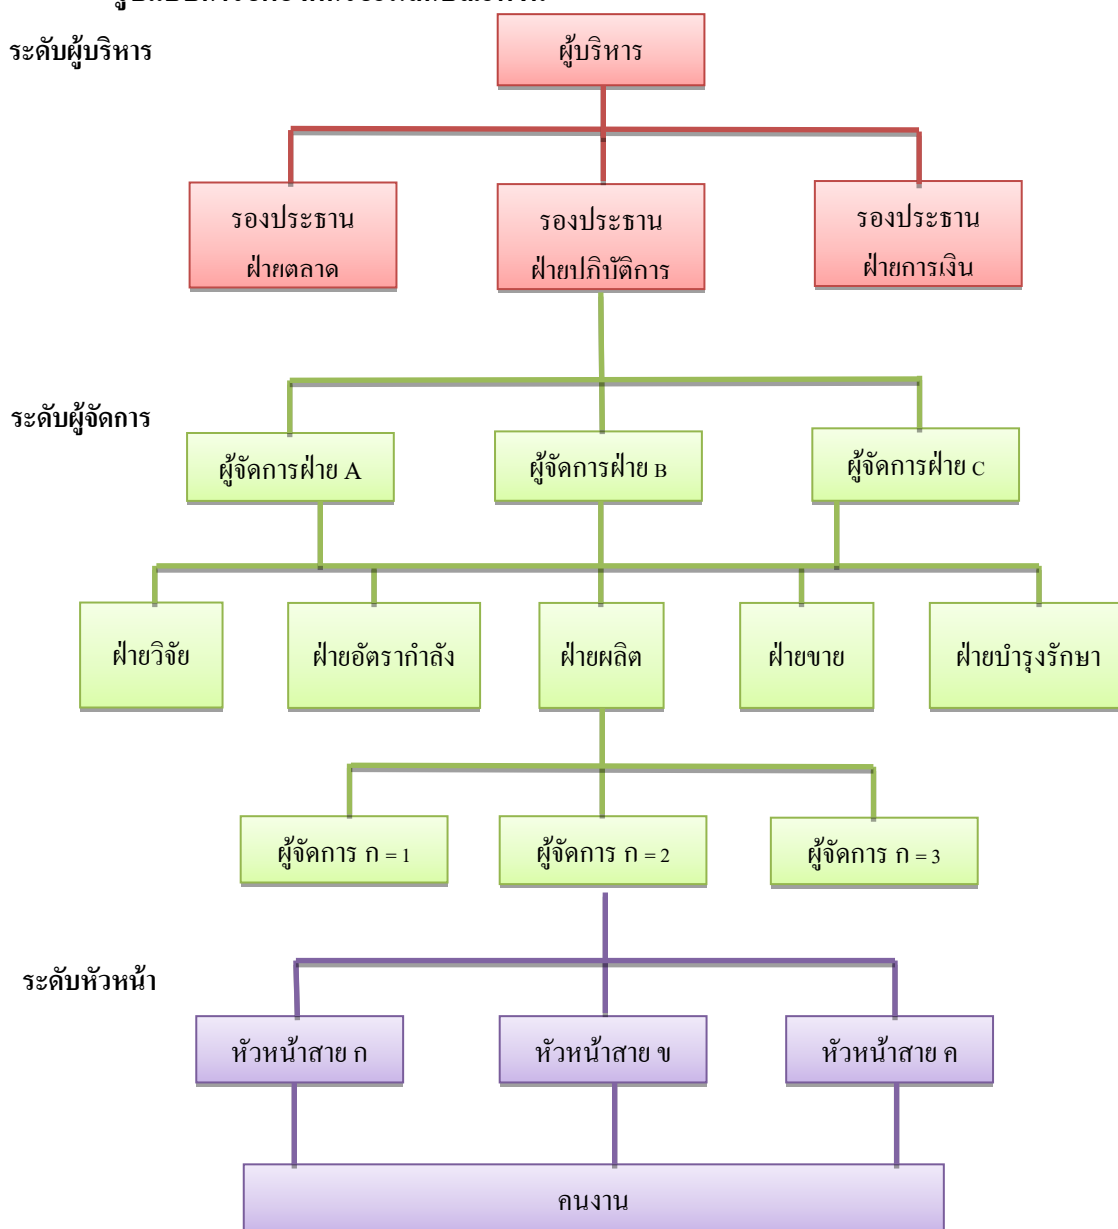 ระดับผู้บริหาร
ผู้บริหาร
รองประธาน
ฝ่ายตลาด
รองประธาน
ฝ่ายปภิบัติการ
รองประธาน
ฝ่ายการเงิน
ระดับผู้จัดการ
ผู้จัดการฝ่าย A
ผู้จัดการฝ่าย B
ผู้จัดการฝ่าย C
ฝ่ายวิจัย
ฝ่ายอัตรากำลัง
ฝ่ายผลิต
ฝ่ายขาย
ฝ่ายบำรุงรักษา
ผู้จัดการ ก = 1
ผู้จัดการ ก = 2
ผู้จัดการ ก = 3
ระดับหัวหน้า
หัวหน้าสาย ก
หัวหน้าสาย ข
หัวหน้าสาย ค
คนงาน